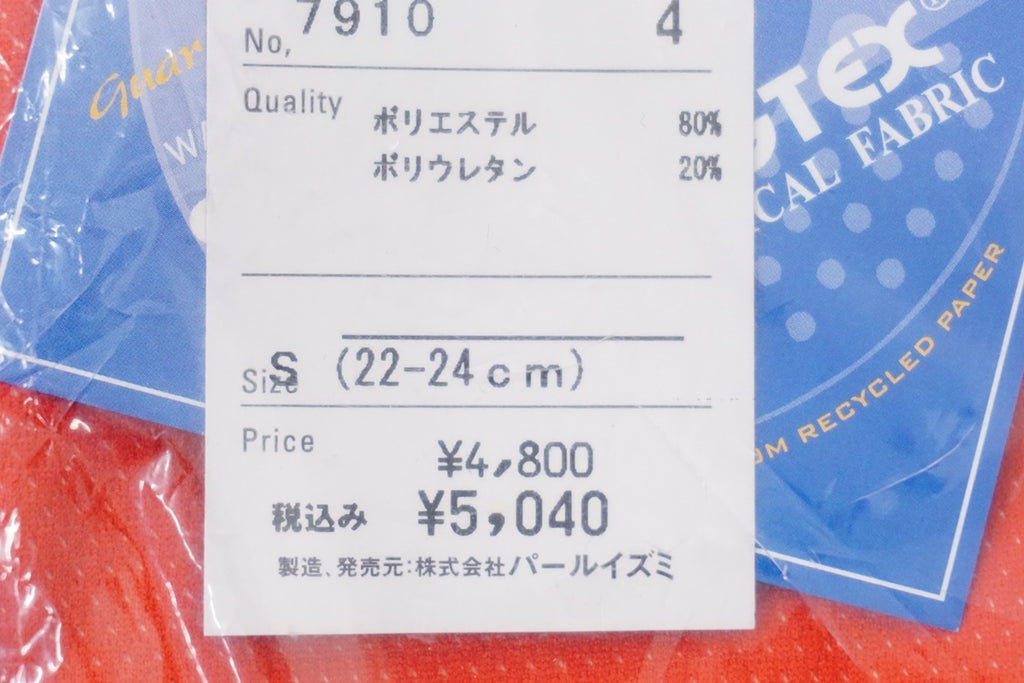 No, 7910 4
Quality
ポリエステル 80%
ポリウレタン 20%
Size S (22-24cm)
Price ¥4,800
税込み ¥5,040
製造、発売元:株式会社パールイズミ
FABRIC
RECYCLED PAPER